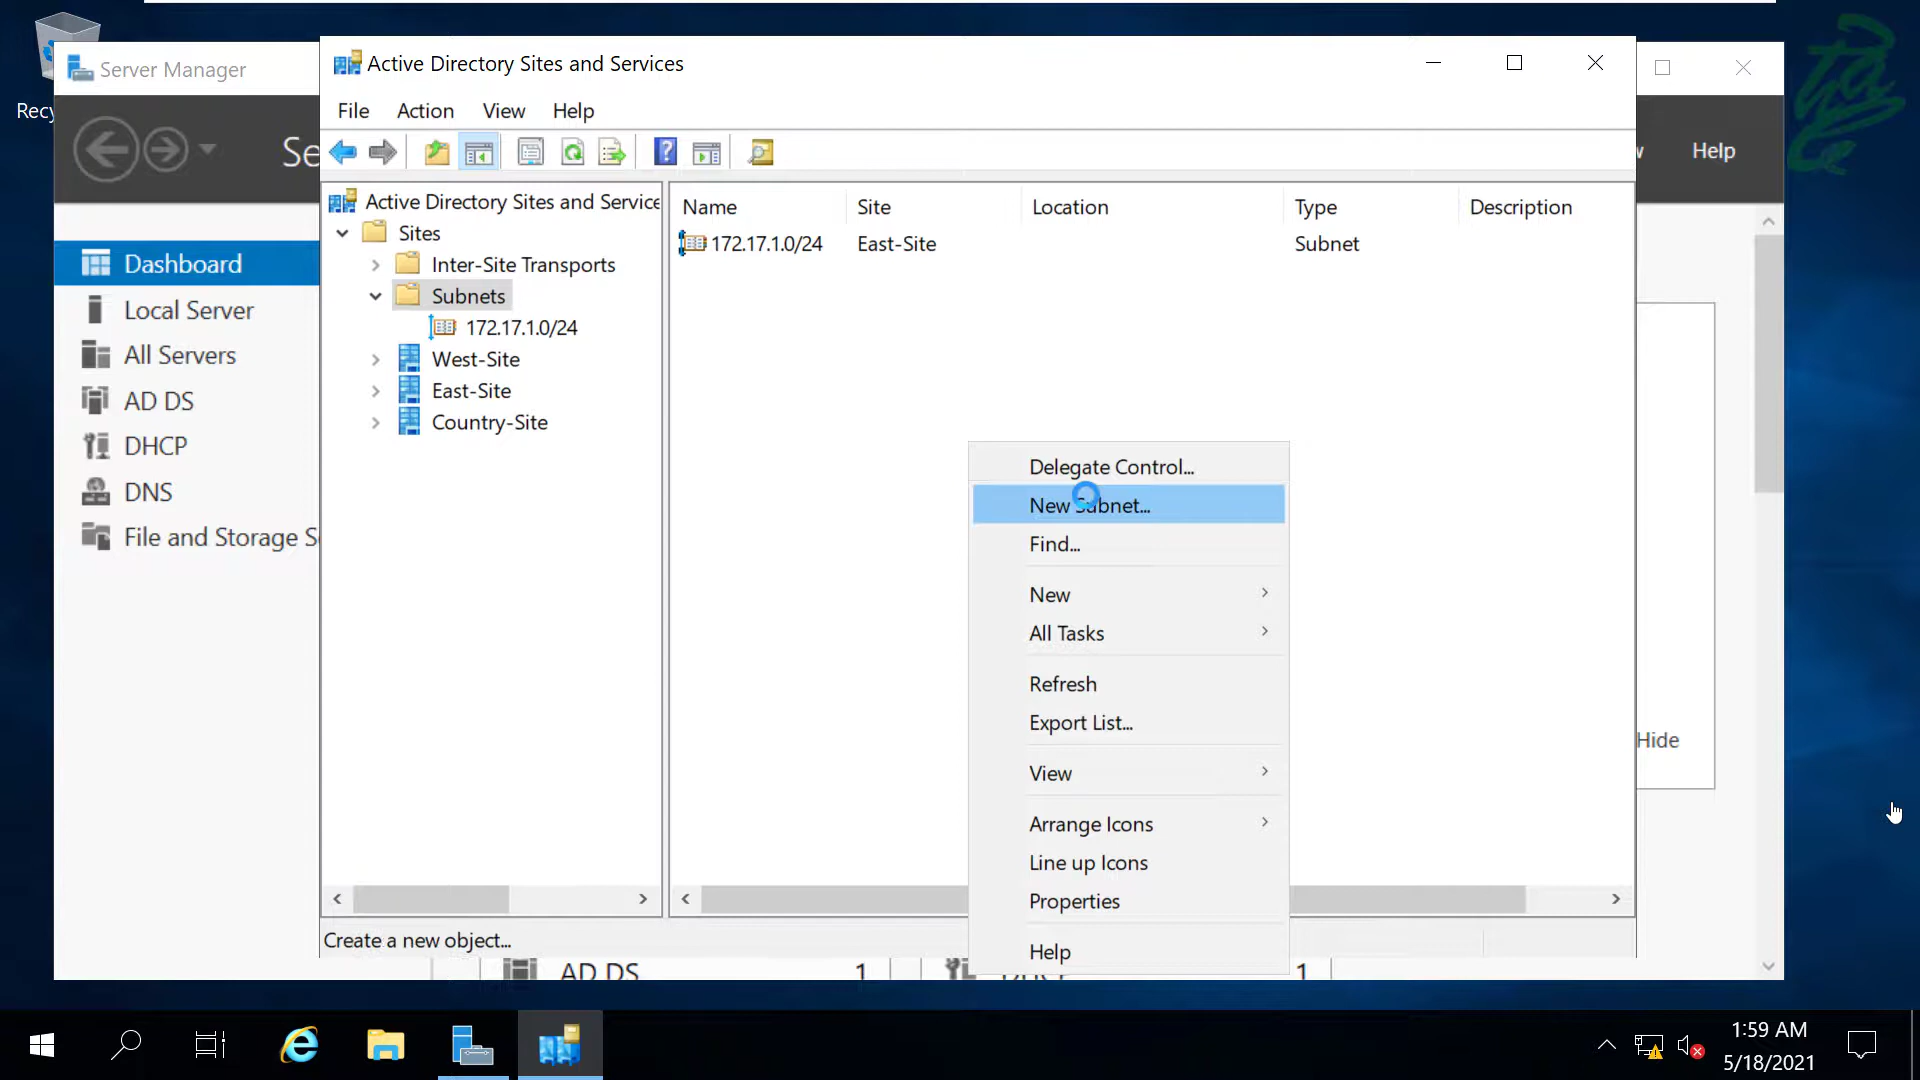 Recy
Server Manager
Se
w
Help
Dashboard
Local Server
All Servers
AD DS
DHCP
DNS
File and Storage S
Hide
AD DS
1
DHCP
1
Active Directory Sites and Services
File
Action
View
Help
Active Directory Sites and Service
Sites
Inter-Site Transports
Subnets
172.17.1.0/24
West-Site
East-Site
Country-Site
Name
Site
Location
Type
Description
172.17.1.0/24
East-Site
Subnet
Delegate Control...
New Subnet...
Find...
New
All Tasks
Refresh
Export List...
View
Arrange Icons
Line up Icons
Properties
Help
Create a new object...
1:59 AM
5/18/2021